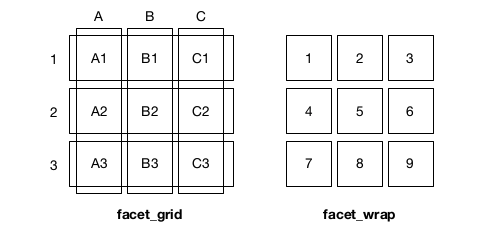 A B C
1 A1 B1 C1 1 2 3
2 A2 B2 C2 4 5 6
3 A3 B3 C3 7 8 9
facet_grid facet_wrap